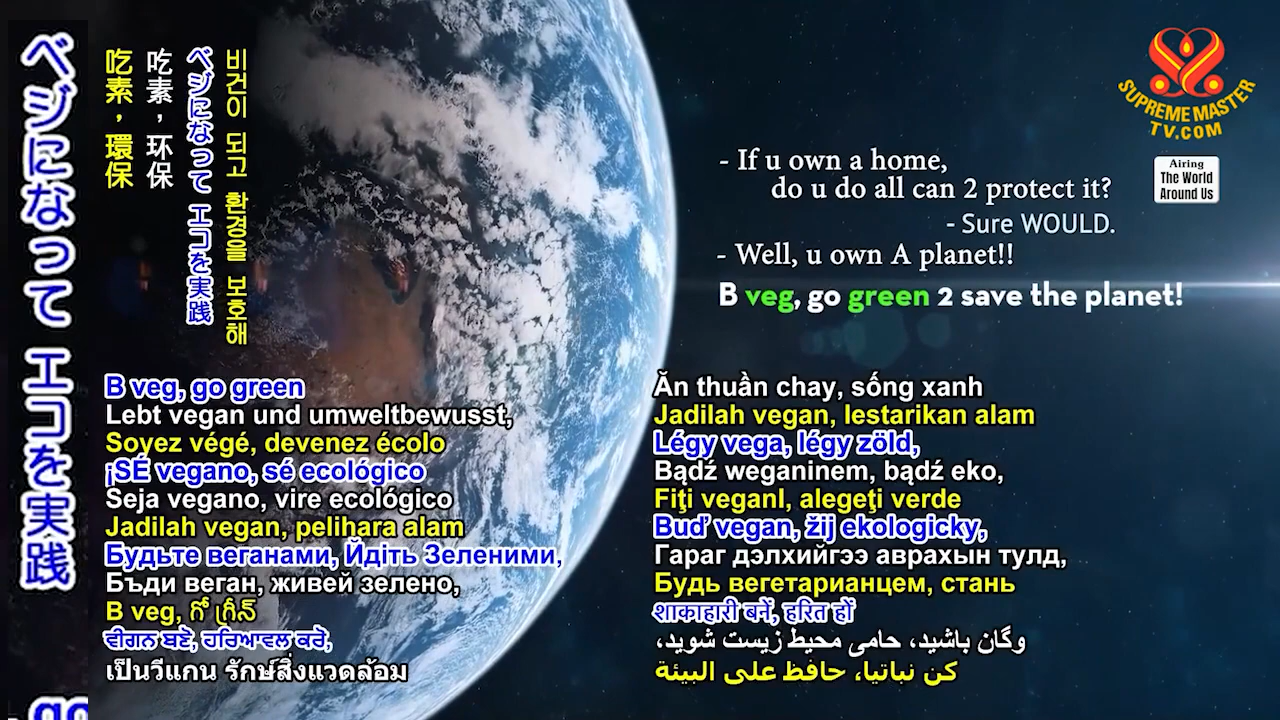 ベジになって エコを実践
吃素，環保
吃素，环保
ベジになって エコを実践
비건이 되고 환경을 보호해
SUPREME MASTER
TV.COM
Airing
The World
Around Us
- If u own a home,
do u do all can 2 protect it?
- Sure WOULD.
- Well, u own A planet!!
B veg, go green 2 save the planet!
B veg, go green
Lebt vegan und umweltbewusst,
Soyez végé, devenez écolo
¡SÉ vegano, sé ecológico
Seja vegano, vire ecológico
Jadilah vegan, pelihara alam
Будьте веганами, Йдіть Зеленими,
Бъди веган, живей зелено,
B veg, గో గ్రీన్
ਵੀਗਨ ਬਣੋ, ਹਰਿਆਵਲ ਕਰੋ,
เป็นวีแกน รักษ์สิ่งแวดล้อม
Ăn thuần chay, sống xanh
Jadilah vegan, lestarikan alam
Légy vega, légy zöld,
Bądź weganinem, bądź eko,
Fiţi veganI, alegeţi verde
Buď vegan, žij ekologicky,
Гараг дэлхийгээ аврахын тулд,
Будь вегетарианцем, стань
शाकाहारी बनें, हरित हों
وگان باشید، حامی محیط زیست شوید،
كن نباتيا، حافظ على البيئة
go